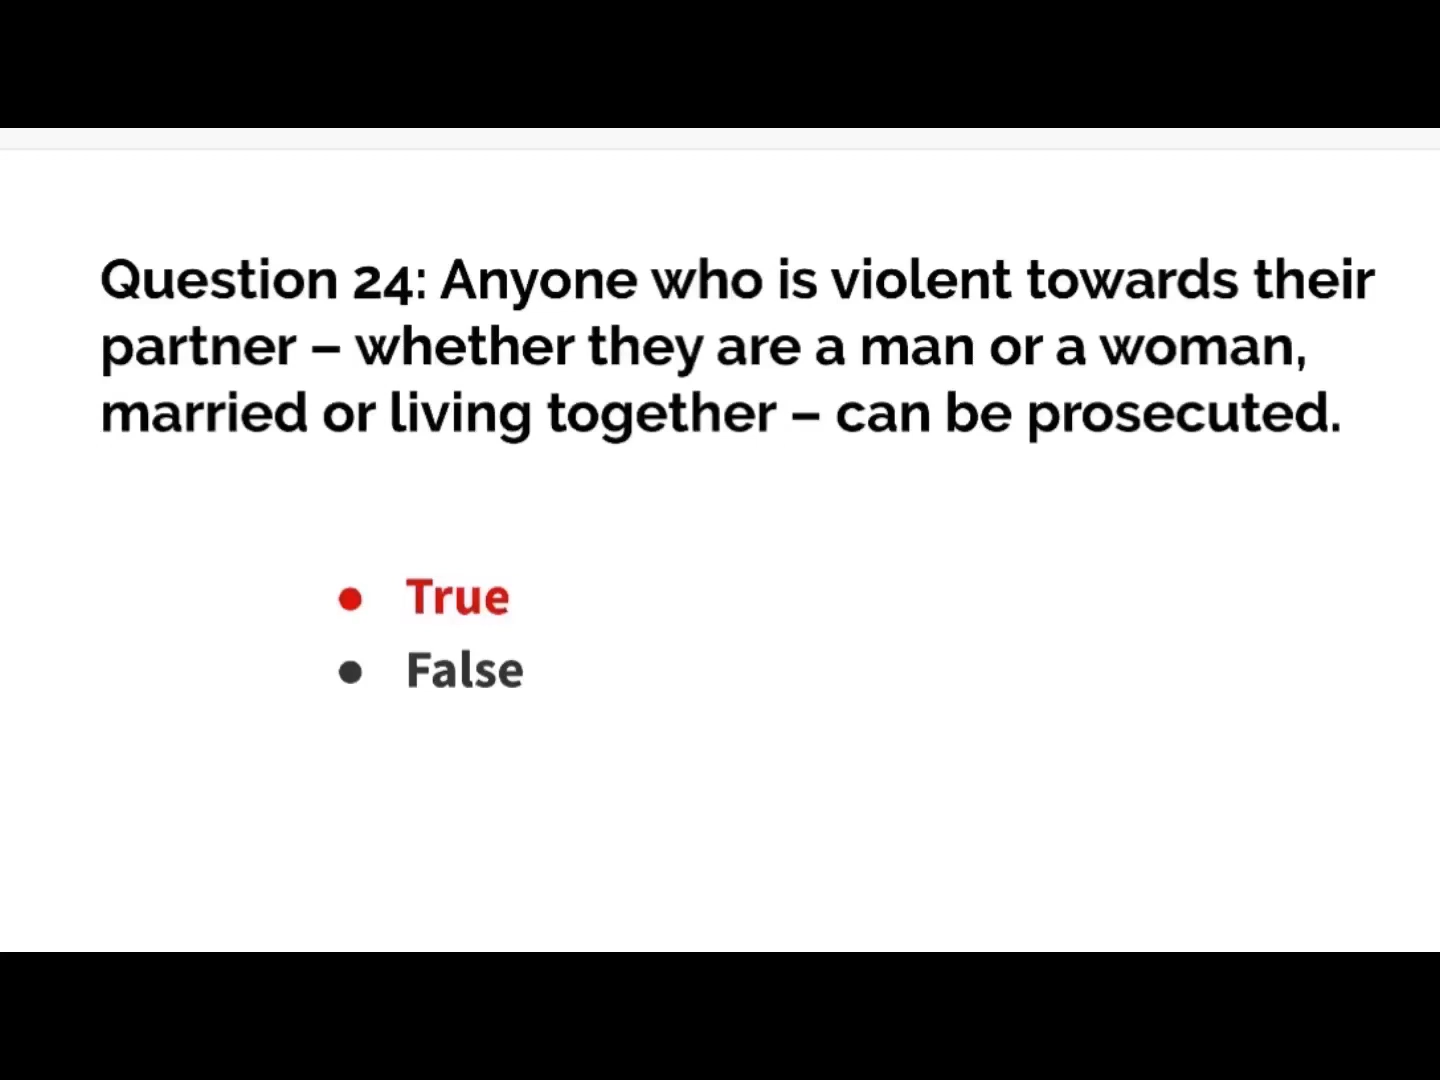 Question 24: Anyone who is violent towards their
partner – whether they are a man or a woman,
married or living together – can be prosecuted.
● True
● False